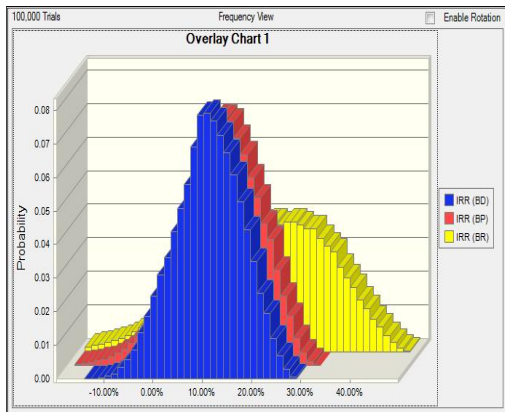 100,000 Trials Frequency View Enable Rotation
Overlay Chart 1
0.08
0.07
0.06
0.05
0.04
0.03
0.02
0.01
0.00
Probability
-10.00% 0.00% 10.00% 20.00% 30.00% 40.00%
IRR (BD)
IRR (BP)
IRR (BR)